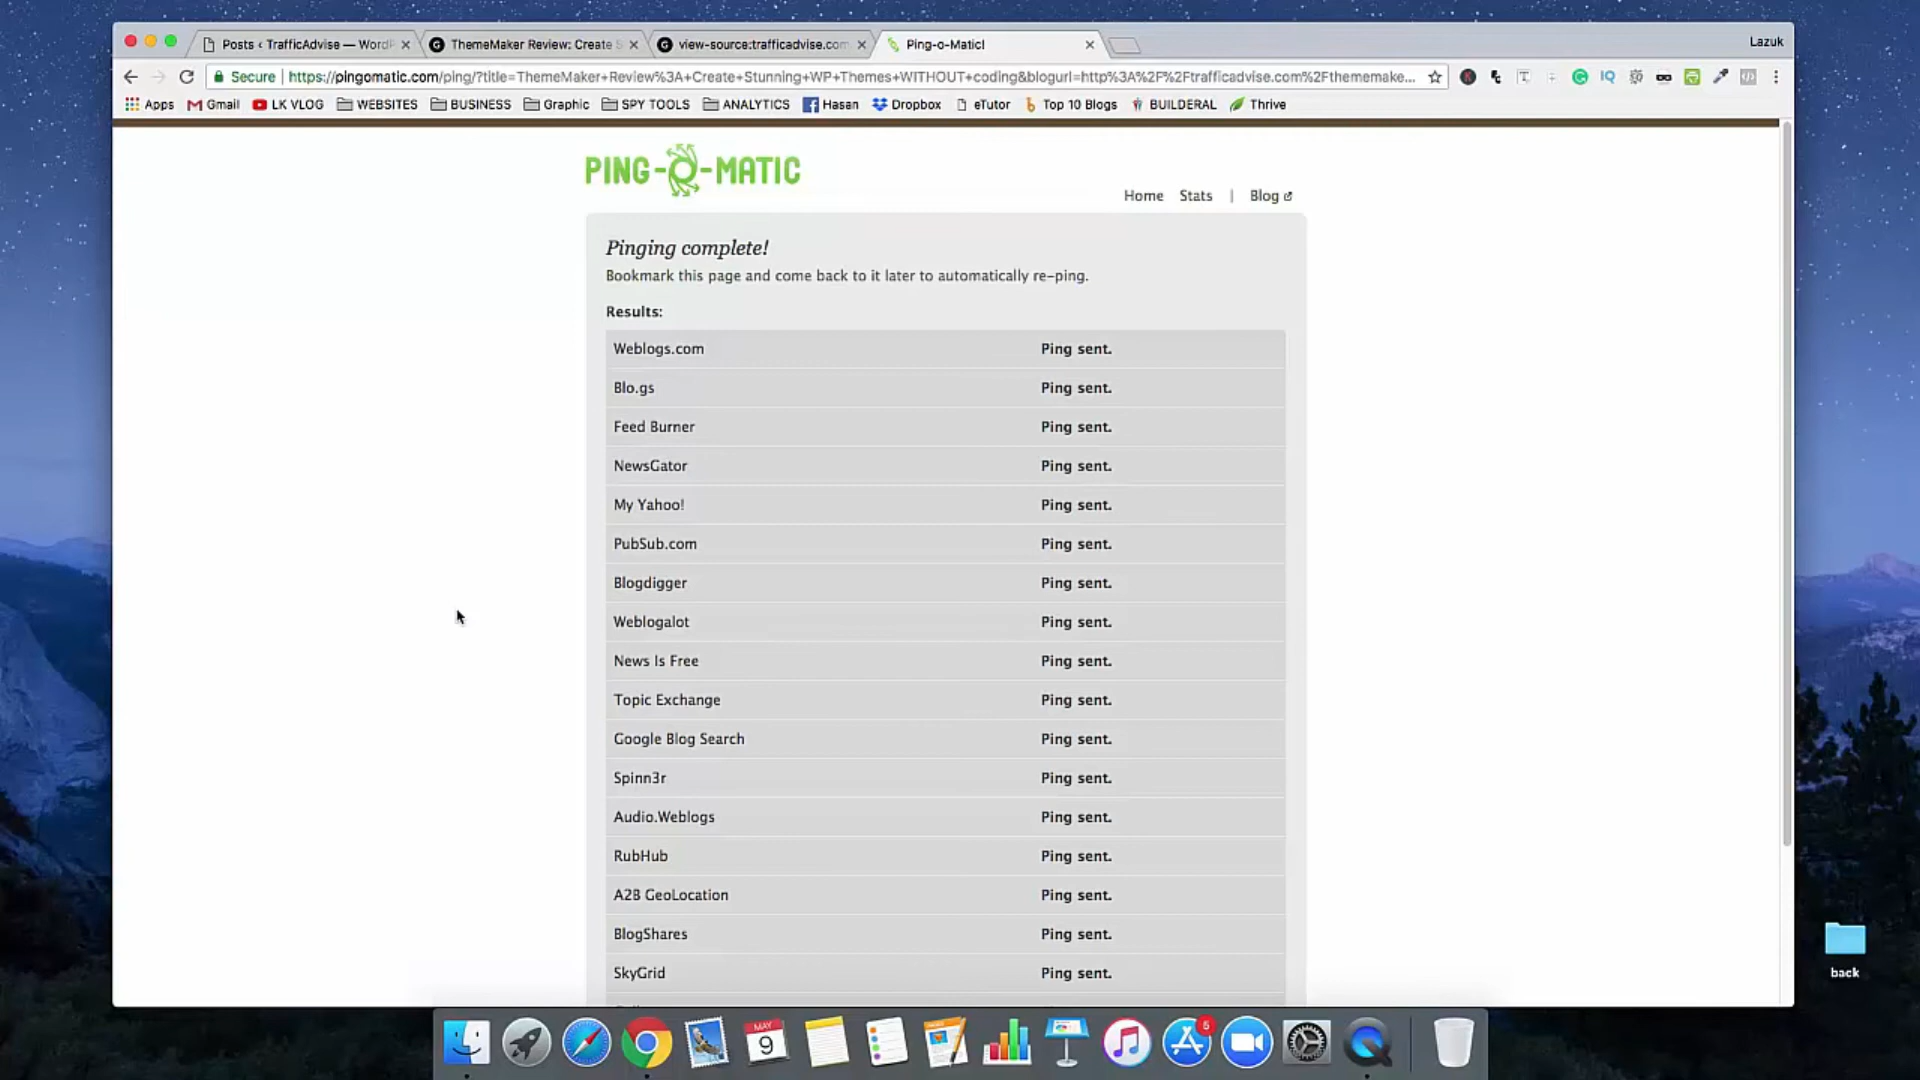 Posts ‹ TrafficAdvise — WordP
ThemeMaker Review: Create S
view-source:trafficadvise.com
Ping-o-Matic!
Lazuk
Secure
https://pingomatic.com/ping/?title=ThemeMaker+Review%3A+Create+Stunning+WP+Themes+WITHOUT+coding&blogurl=http%3A%2F%2Ftrafficadvise.com%2Fthememake...
Apps
Gmail
LK VLOG
WEBSITES
BUSINESS
Graphic
SPY TOOLS
ANALYTICS
Hasan
Dropbox
eTutor
Top 10 Blogs
BUILDERAL
Thrive
PING-O-MATIC
Home Stats | Blog
Pinging complete!
Bookmark this page and come back to it later to automatically re-ping.
Results:
Weblogs.com Ping sent.
Blo.gs Ping sent.
Feed Burner Ping sent.
NewsGator Ping sent.
My Yahoo! Ping sent.
PubSub.com Ping sent.
Blogdigger Ping sent.
Weblogalot Ping sent.
News Is Free Ping sent.
Topic Exchange Ping sent.
Google Blog Search Ping sent.
Spinn3r Ping sent.
Audio.Weblogs Ping sent.
RubHub Ping sent.
A2B GeoLocation Ping sent.
BlogShares Ping sent.
SkyGrid Ping sent.
back
MAY
9
5